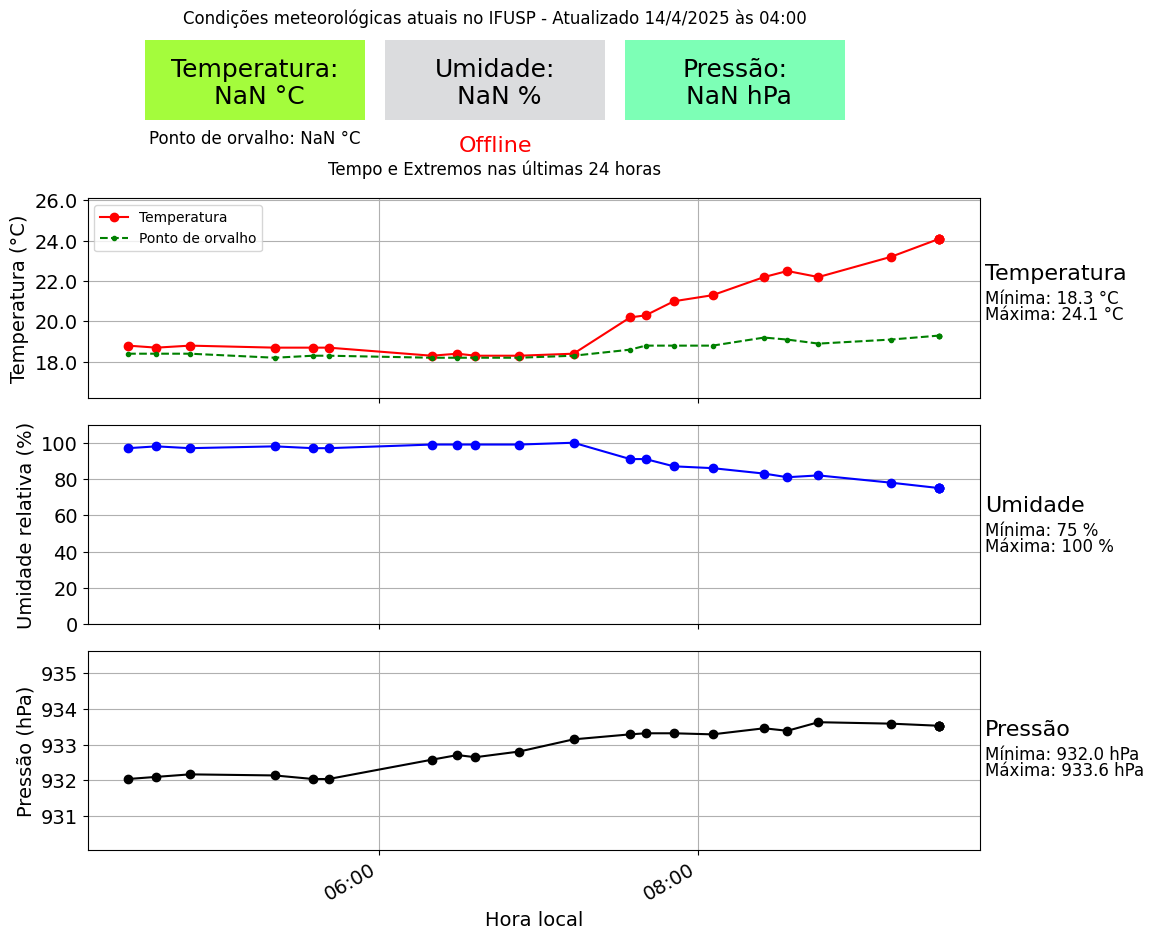 Condições meteorológicas atuais no IFUSP - Atualizado 14/4/2025 às 04:00
Temperatura:
NaN °C
Umidade:
NaN %
Pressão:
NaN hPa
Ponto de orvalho: NaN °C
Offline
Tempo e Extremos nas últimas 24 horas
Temperatura (°C)
26.0
24.0
22.0
20.0
18.0
Temperatura
Ponto de orvalho
Temperatura
Mínima: 18.3 °C
Máxima: 24.1 °C
Umidade relativa (%)
100
80
60
40
20
0
Umidade
Mínima: 75 %
Máxima: 100 %
Pressão (hPa)
935
934
933
932
931
Pressão
Mínima: 932.0 hPa
Máxima: 933.6 hPa
06:00
08:00
Hora local